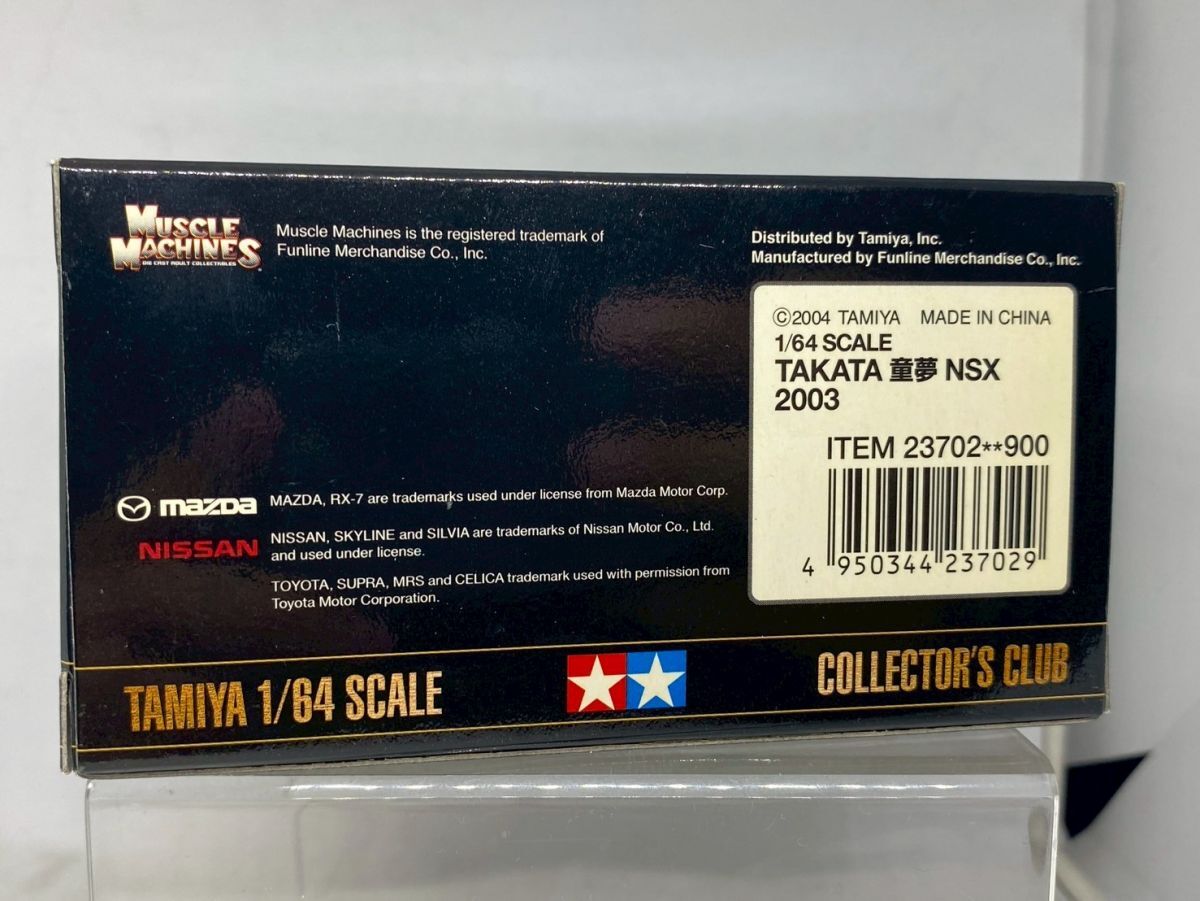 MUSCLE
MACHINES
DIE CAST ADULT COLLECTABLES
Muscle Machines is the registered trademark of
Funline Merchandise Co., Inc.
Distributed by Tamiya, Inc.
Manufactured by Funline Merchandise Co., Inc.
©2004 TAMIYA MADE IN CHINA
1/64 SCALE
TAKATA 童夢 NSX
2003
ITEM 23702**900
4 950344 237029
mazda MAZDA, RX-7 are trademarks used under license from Mazda Motor Corp.
NISSAN NISSAN, SKYLINE and SILVIA are trademarks of Nissan Motor Co., Ltd.
and used under license.
TOYOTA, SUPRA, MRS and CELICA trademark used with permission from
Toyota Motor Corporation.
TAMIYA 1/64 SCALE
COLLECTOR'S CLUB